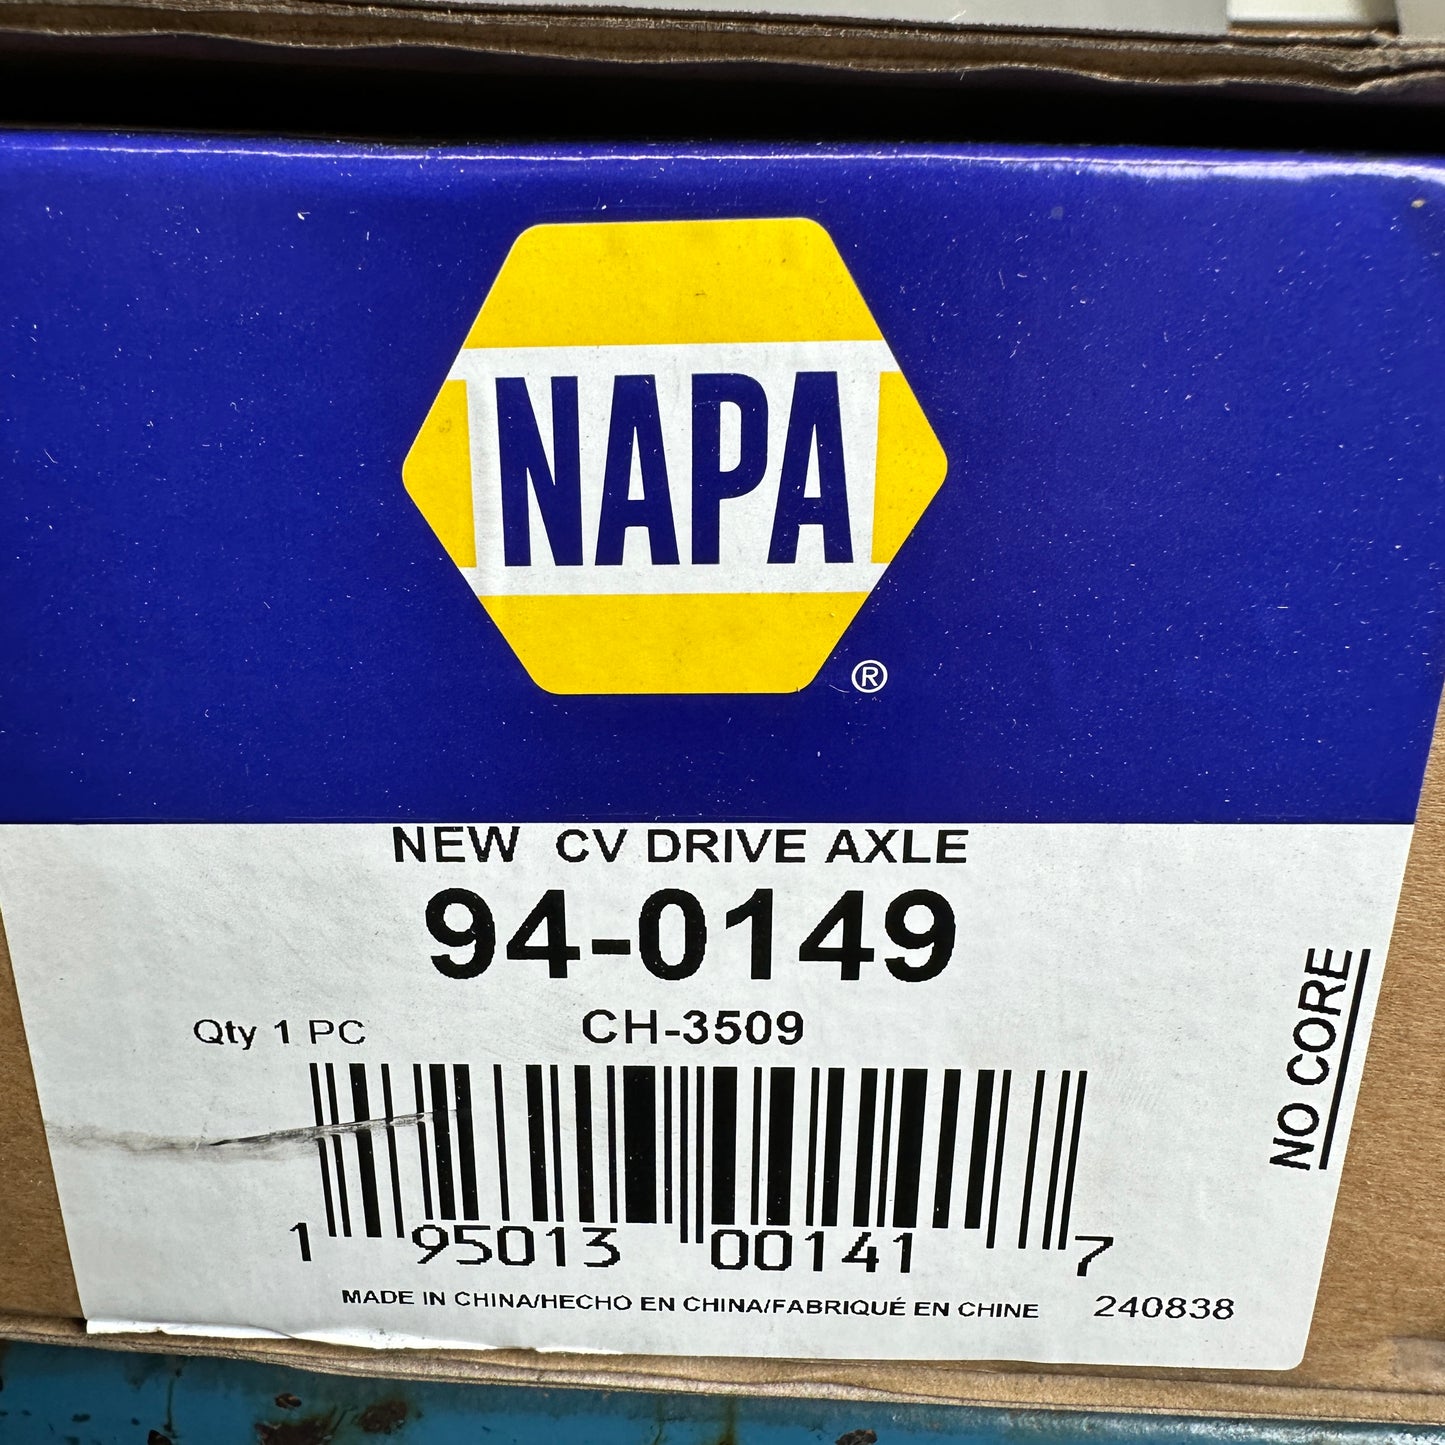 NAPA
®
NEW CV DRIVE AXLE
94-0149
Qty 1 PC
CH-3509
NO CORE
1 95013 00141 7
MADE IN CHINA/HECHO EN CHINA/FABRIQUÉ EN CHINE
240838